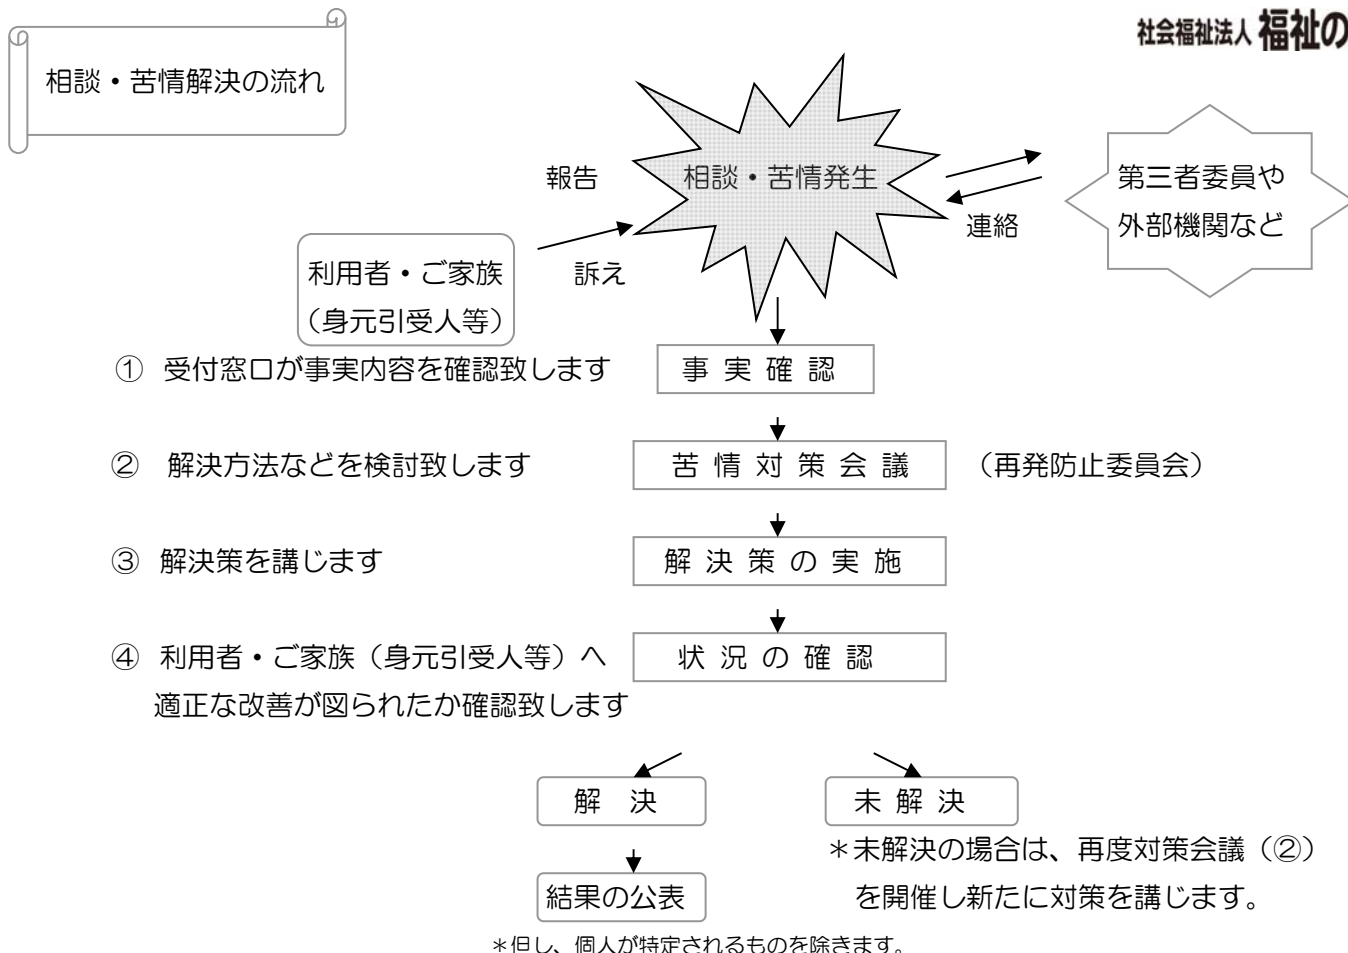 社会福祉法人 福祉の
相談・苦情解決の流れ
報告
相談・苦情発生
第三者委員や
外部機関など
連絡
利用者・ご家族
(身元引受人等)
訴え
① 受付窓口が事実内容を確認致します
事実確認
② 解決方法などを検討致します
苦情対策会議
(再発防止委員会)
③ 解決策を講じます
解決策の実施
④ 利用者・ご家族(身元引受人等)へ
適正な改善が図られたか確認致します
状況の確認
解 決
未解決
*未解決の場合は、再度対策会議(②)
を開催し新たに対策を講じます。
結果の公表
*但し、個人が特定されるものを除きます。